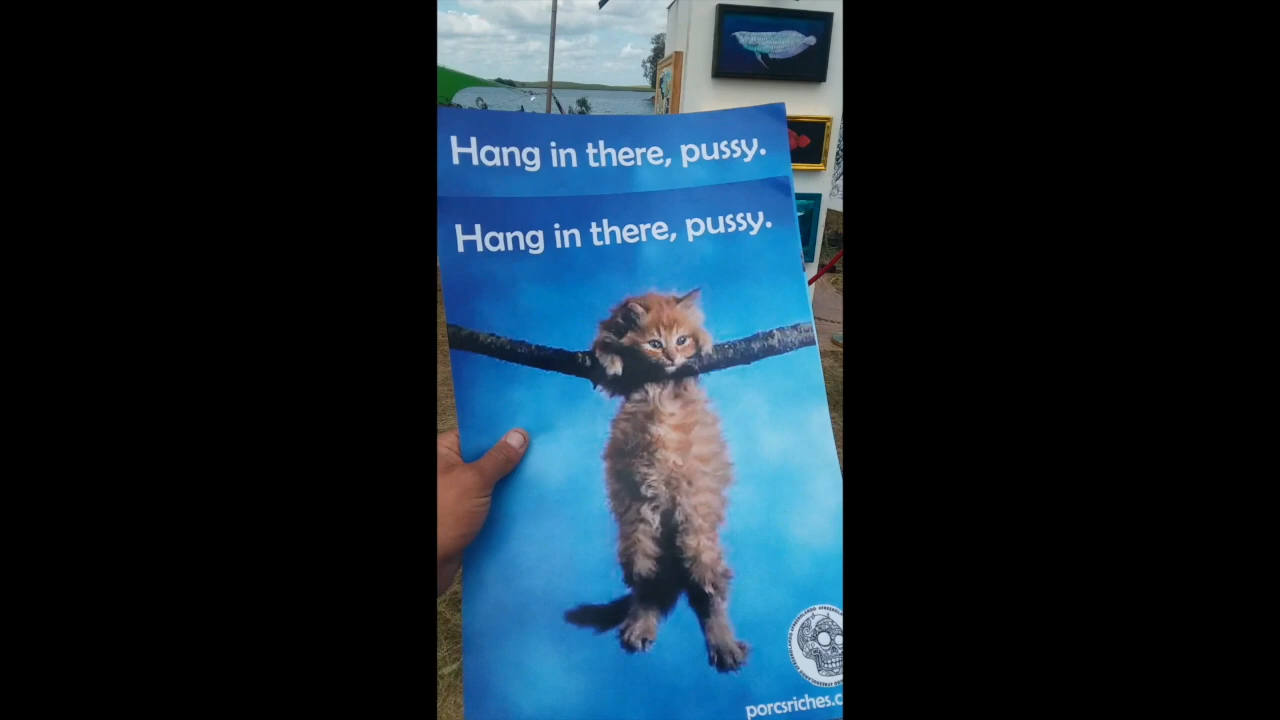 Hang in there, pussy.
Hang in there, pussy.
porcsriches.c